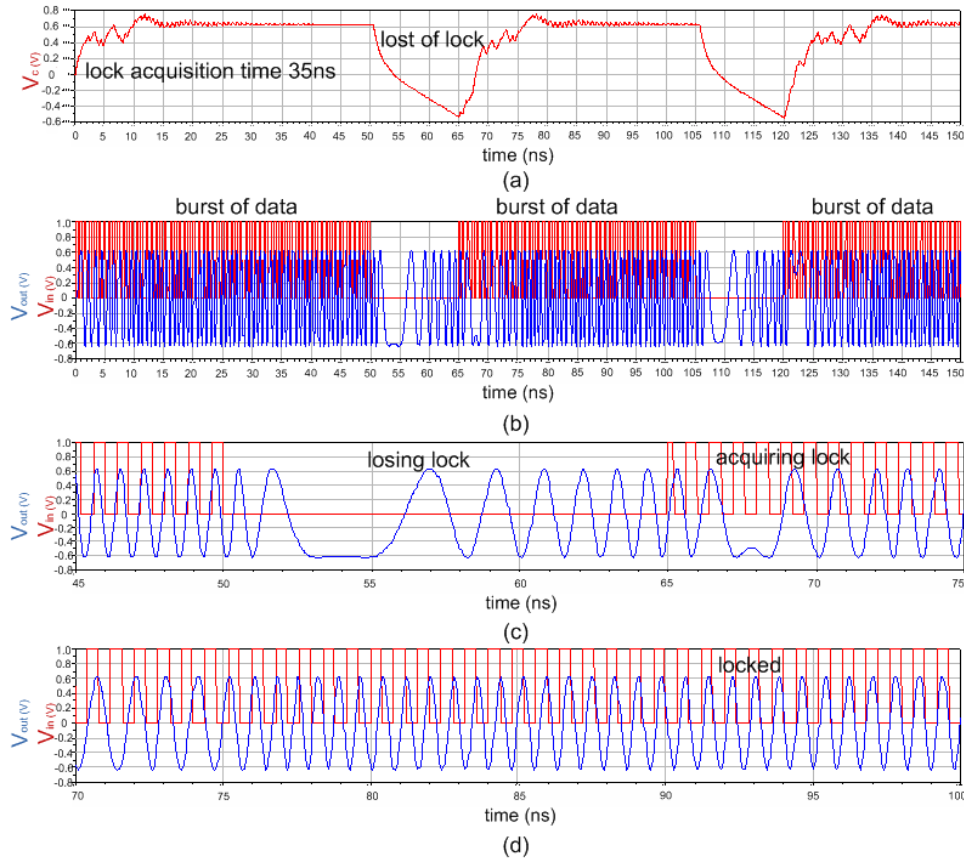 0.8
0.6
0.4
0.2
0
-0.2
-0.4
-0.6
Vc (V)
lock acquisition time 35ns
lost of lock
0 5 10 15 20 25 30 35 40 45 50 55 60 65 70 75 80 85 90 95 100 105 110 115 120 125 130 135 140 145 150
time (ns)
(a)
burst of data burst of data burst of data
1.0
0.8
0.6
0.4
0.2
0
-0.2
-0.4
-0.6
-0.8
Vout (V)
Vin (V)
0 5 10 15 20 25 30 35 40 45 50 55 60 65 70 75 80 85 90 95 100 105 110 115 120 125 130 135 140 145 150
time (ns)
(b)
1.0
0.8
0.6
0.4
0.2
0
-0.2
-0.4
-0.6
-0.8
Vout (V)
Vin (V)
losing lock acquiring lock
45 50 55 60 65 70 75
time (ns)
(c)
1.0
0.8
0.6
0.4
0.2
0
-0.2
-0.4
-0.6
-0.8
Vout (V)
Vin (V)
locked
70 75 80 85 90 95 100
time (ns)
(d)